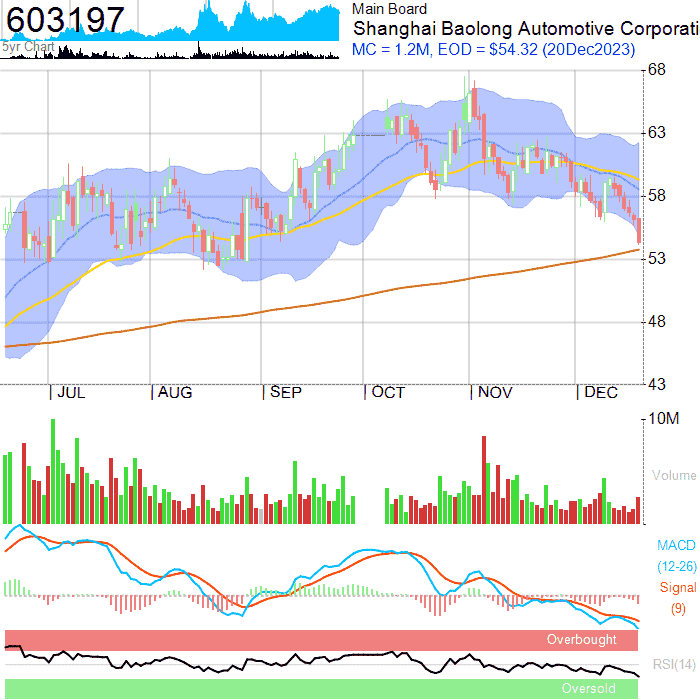 603197
5yr Chart
Main Board
Shanghai Baolong Automotive Corporati
MC = 1.2M, EOD = $54.32 (20Dec2023)
68
63
58
53
48
43
JUL
AUG
SEP
OCT
NOV
DEC
10M
Volume
MACD
(12-26)
Signal
(9)
Overbought
RSI(14)
Oversold